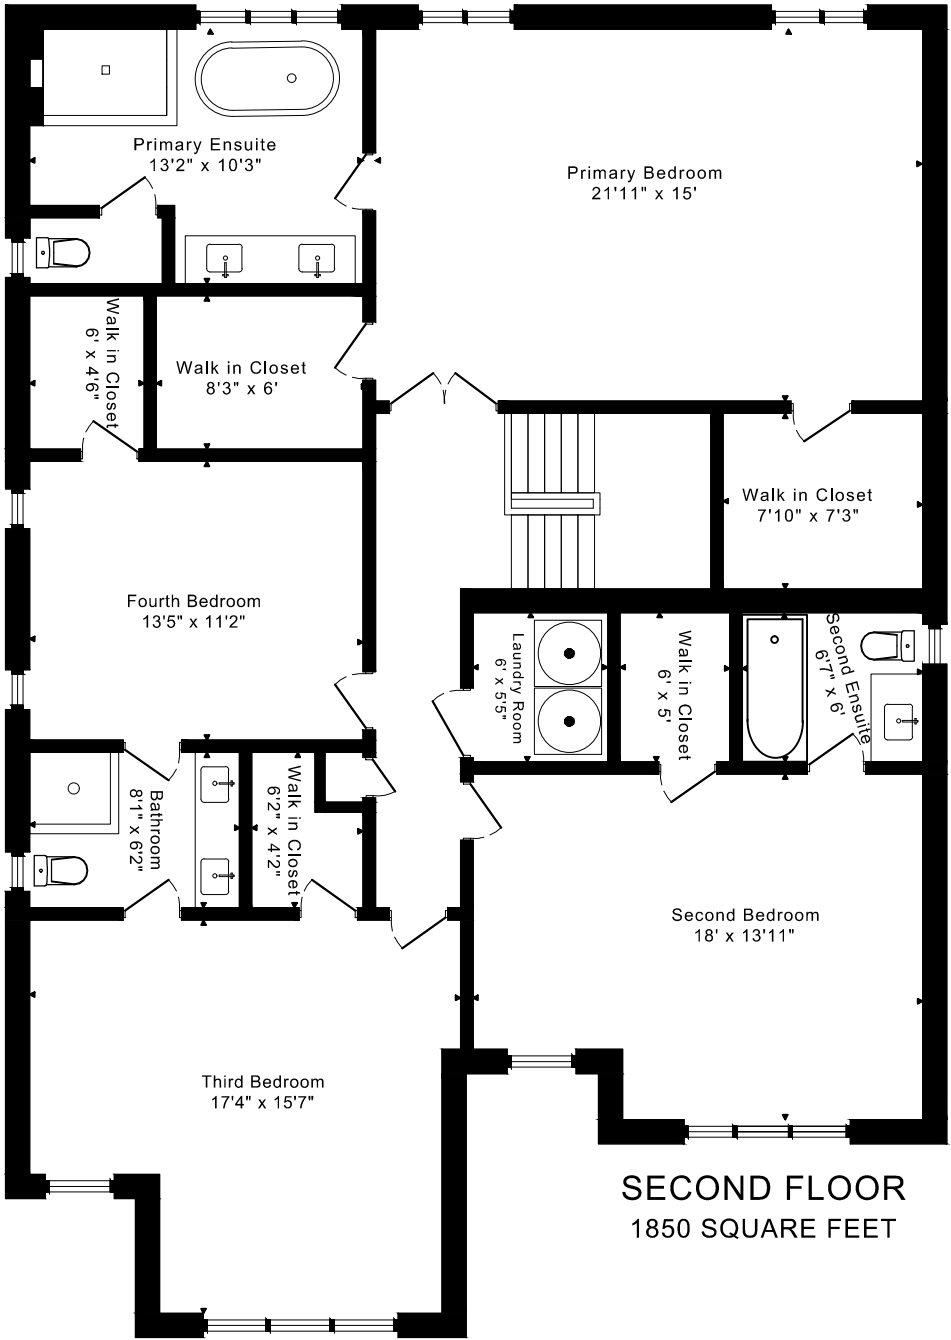 Primary Ensuite
13'2" x 10'3"
Primary Bedroom
21'11" x 15'
Walk in Closet
6' x 4'6"
Walk in Closet
8'3" x 6'
Walk in Closet
7'10" x 7'3"
Fourth Bedroom
13'5" x 11'2"
Laundry Room
6' x 5'5"
Walk in Closet
6' x 5'
Second Ensuite
6'7" x 6'
Bathroom
8'1" x 6'2"
Walk in Closet
6'2" x 4'2"
Second Bedroom
18' x 13'11"
Third Bedroom
17'4" x 15'7"
SECOND FLOOR
1850 SQUARE FEET